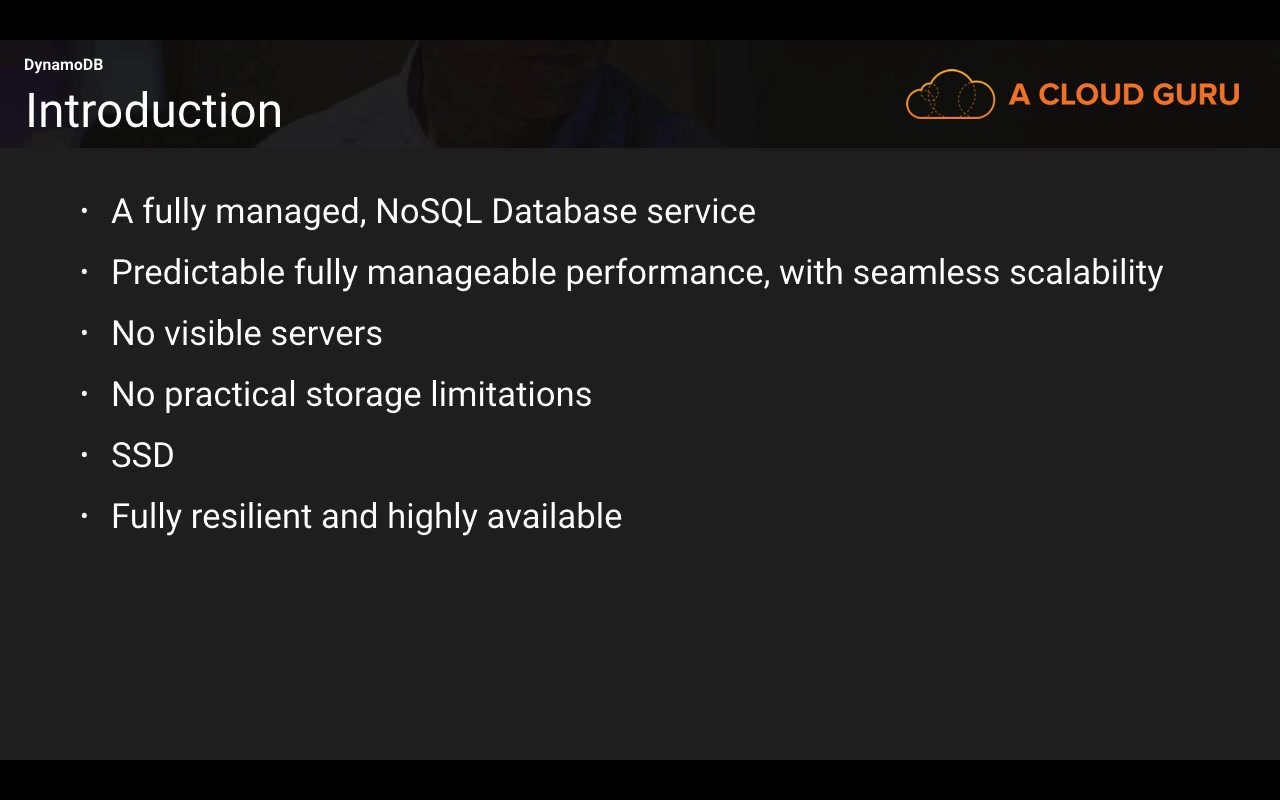 DynamoDB
Introduction
A CLOUD GURU
· A fully managed, NoSQL Database service
· Predictable fully manageable performance, with seamless scalability
· No visible servers
· No practical storage limitations
· SSD
· Fully resilient and highly available